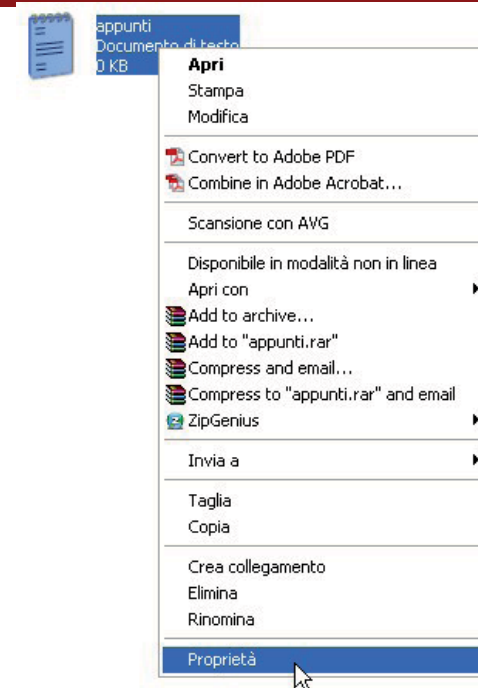 appunti
Documento di testo
0 KB
Apri
Stampa
Modifica
Convert to Adobe PDF
Combine in Adobe Acrobat...
Scansione con AVG
Disponibile in modalità non in linea
Apri con
Add to archive...
Add to "appunti.rar"
Compress and email...
Compress to "appunti.rar" and email
ZipGenius
Invia a
Taglia
Copia
Crea collegamento
Elimina
Rinomina
Proprietà